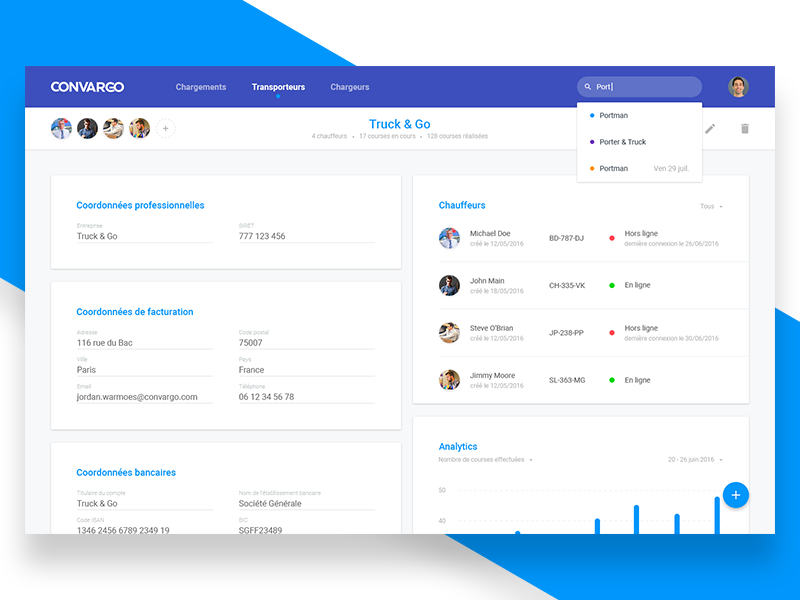 CONVARGO
Chargements
Transporteurs
Chargeurs
Port
Portman
Porter & Truck
Portman Ven 29 juil.
Truck & Go
4 chauffeurs • 17 courses en cours • 128 courses réalisées
Coordonnées professionnelles
Entreprise
Truck & Go
SIRET
777 123 456
Coordonnées de facturation
Adresse
116 rue du Bac
Code postal
75007
Ville
Paris
Pays
France
Email
jordan.warmoes@convargo.com
Téléphone
06 12 34 56 78
Coordonnées bancaires
Titulaire du compte
Truck & Go
Nom de l'établissement bancaire
Société Générale
Code IBAN
1346 2456 6789 2349 19
BIC
SGFF23489
Chauffeurs
Tous
Michael Doe
créé le 12/05/2016
BD-787-DJ
Hors ligne
dernière connexion le 26/06/2016
John Main
créé le 18/05/2016
CH-335-VK
En ligne
Steve O'Brian
créé le 12/05/2016
JP-238-PP
Hors ligne
dernière connexion le 30/06/2016
Jimmy Moore
créé le 12/05/2016
SL-363-MG
En ligne
Analytics
Nombre de courses effectuées
20 - 26 juin 2016
50
40